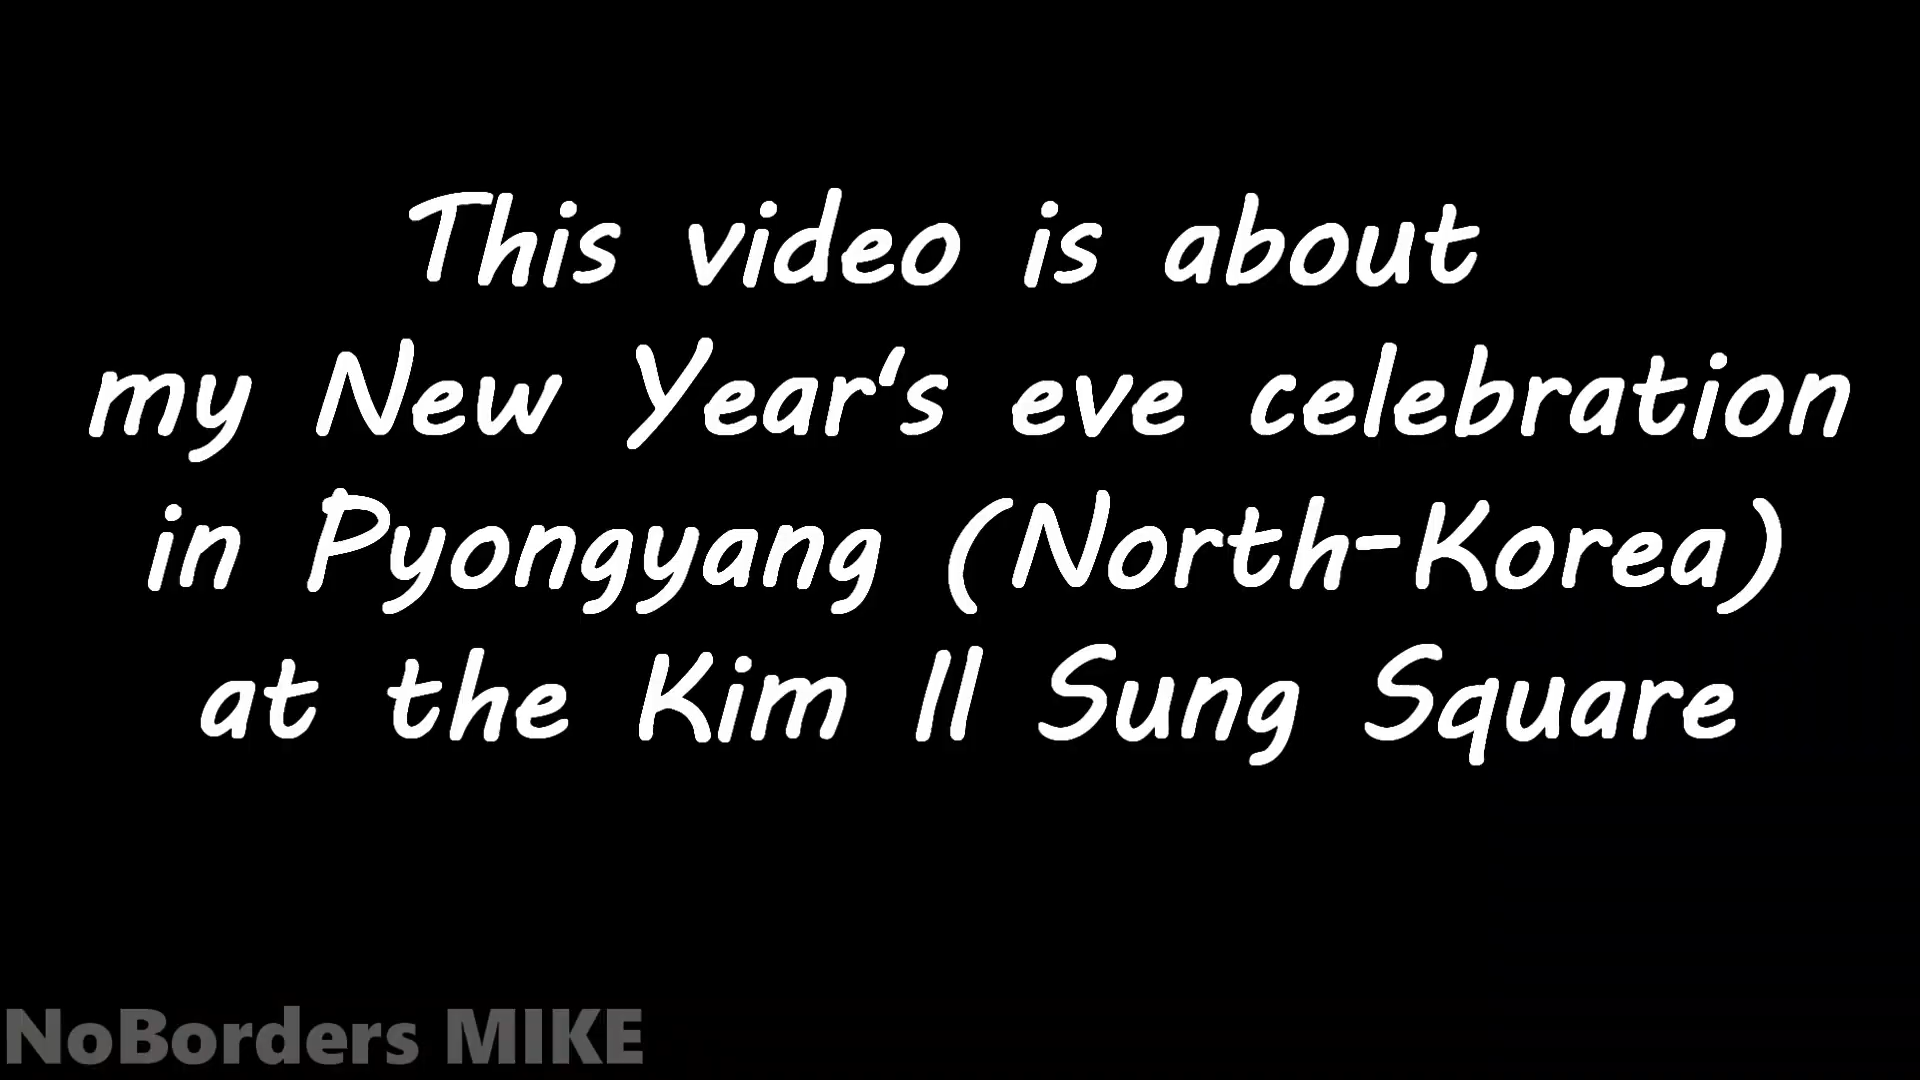 This video is about
my New Year's eve celebration
in Pyongyang (North-Korea)
at the Kim Il Sung Square
NoBorders MIKE